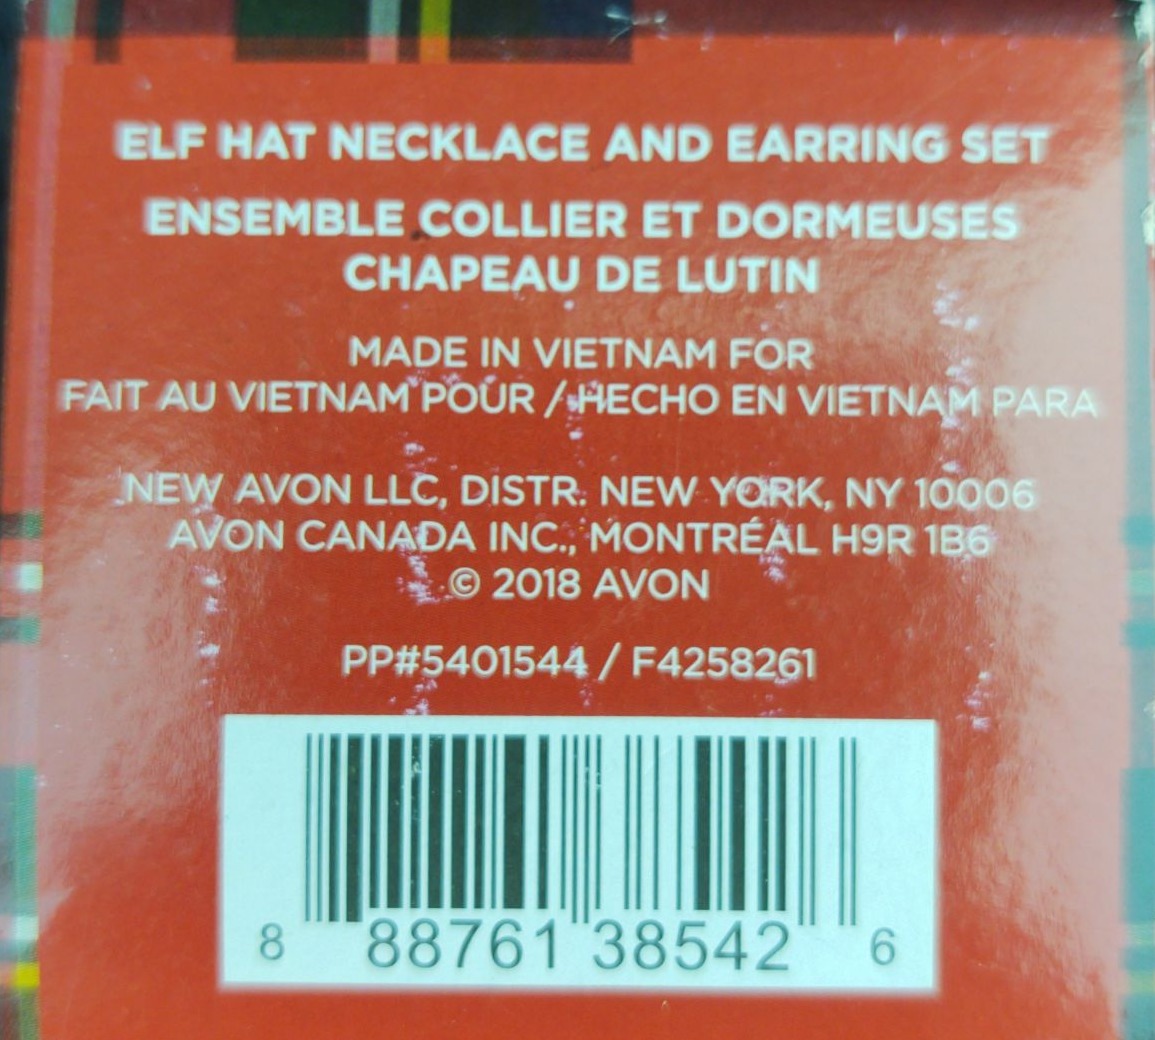 ELF HAT NECKLACE AND EARRING SET
ENSEMBLE COLLIER ET DORMEUSES
CHAPEAU DE LUTIN
MADE IN VIETNAM FOR
FAIT AU VIETNAM POUR / HECHO EN VIETNAM PARA
NEW AVON LLC, DISTR. NEW YORK, NY 10006
AVON CANADA INC., MONTRÉAL H9R 1B6
© 2018 AVON
PP#5401544 / F4258261
8 88761 38542 6